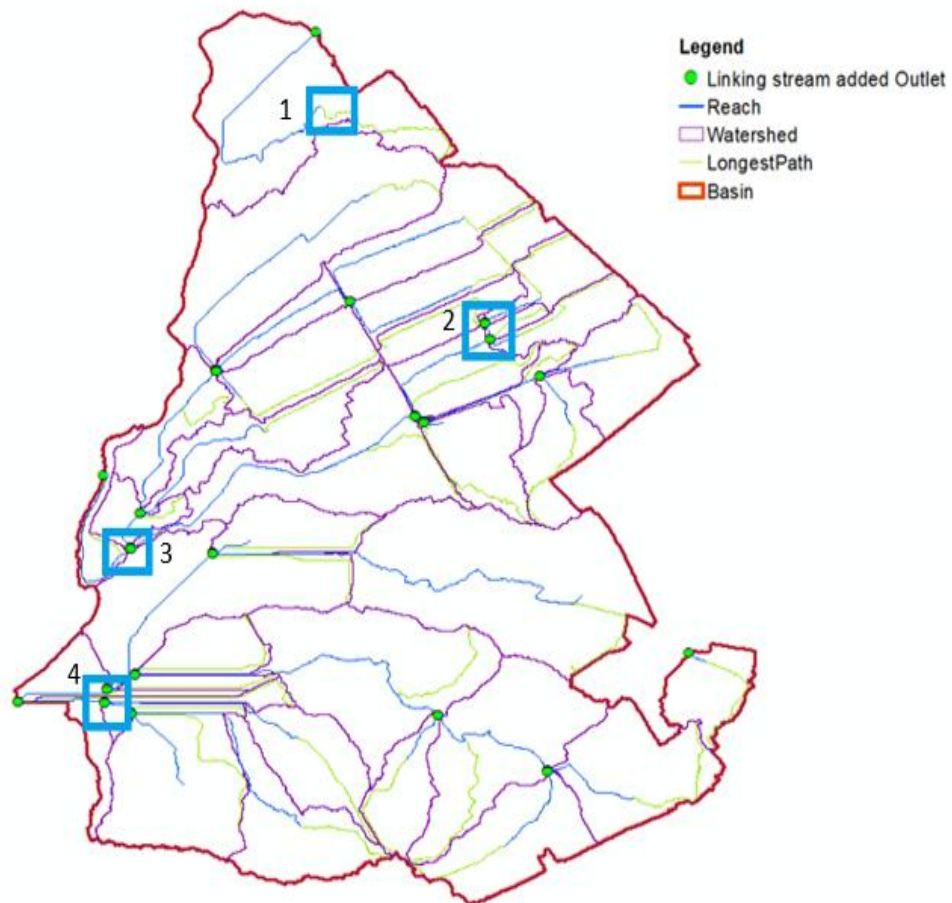 Legend
Linking stream added Outlet
Reach
Watershed
LongestPath
Basin
1
2
3
4